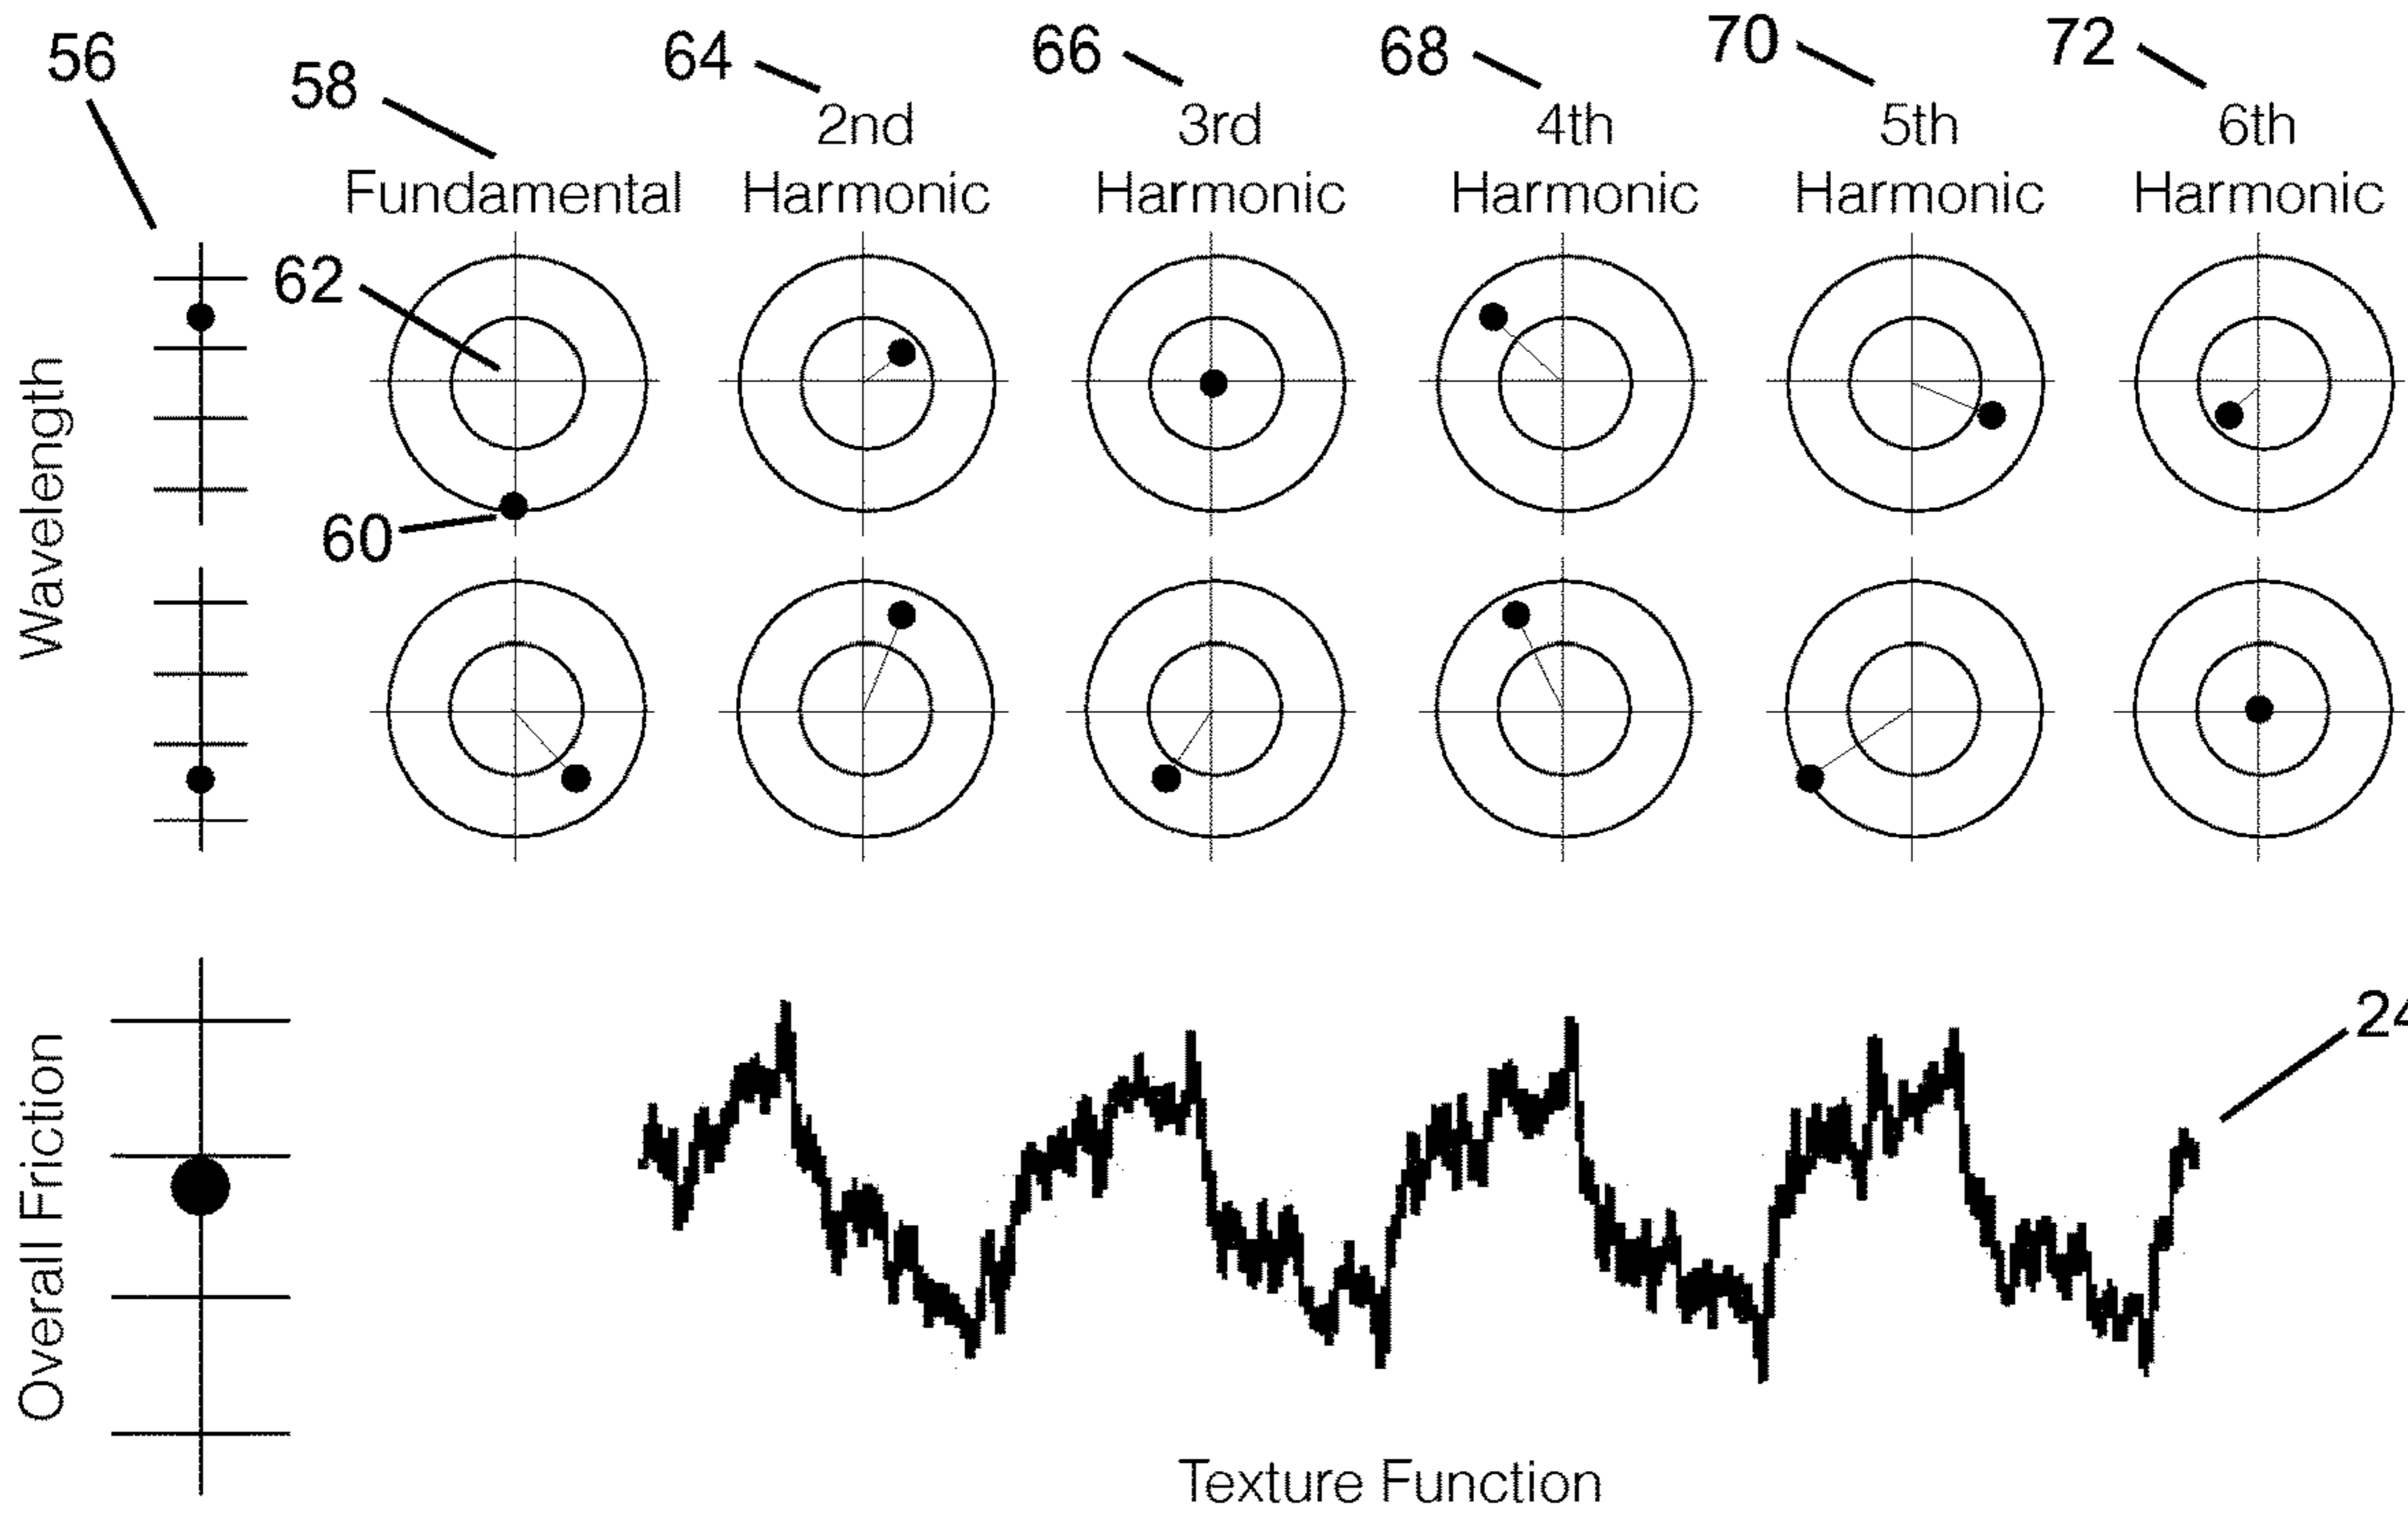 56
58
64
66
68
70
72
2nd
3rd
4th
5th
6th
Fundamental
Harmonic
Harmonic
Harmonic
Harmonic
Harmonic
62
60
Wavelength
24
Overall Friction
Texture Function